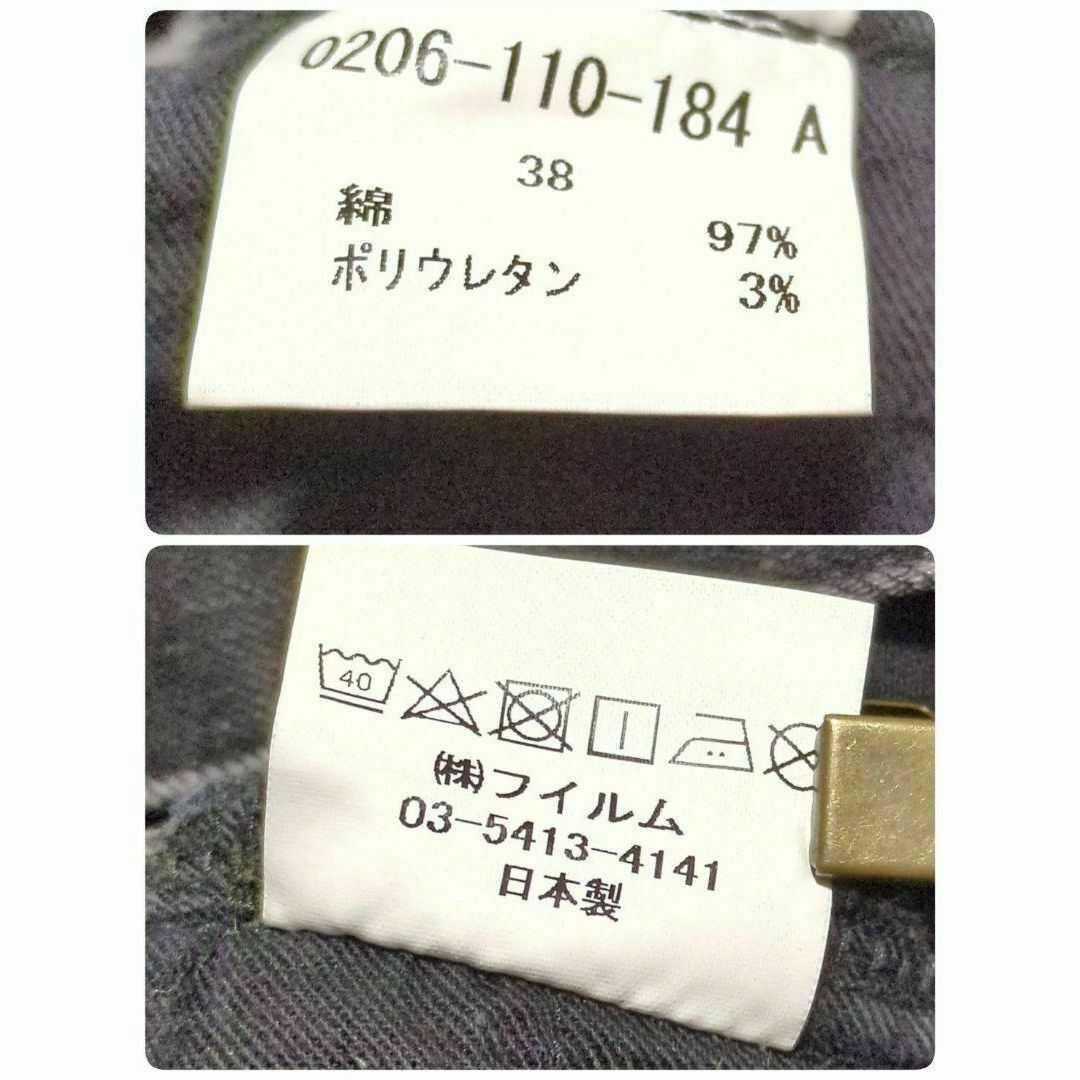 0206-110-184 A
38
綿 97%
ポリウレタン 3%
40
㈱フイルム
03-5413-4141
日本製